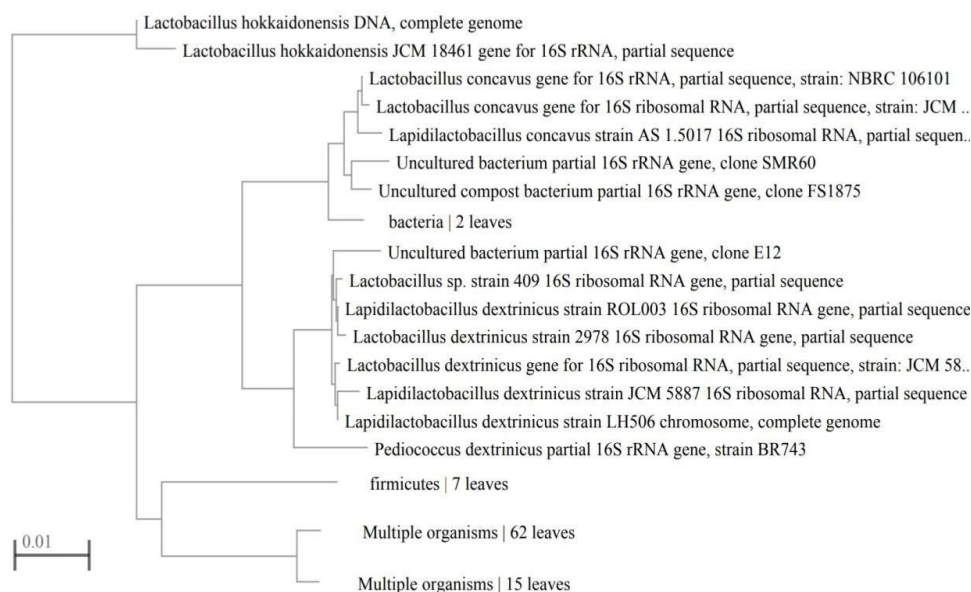 Lactobacillus hokkaidonensis DNA, complete genome
Lactobacillus hokkaidonensis JCM 18461 gene for 16S rRNA, partial sequence
Lactobacillus concavus gene for 16S rRNA, partial sequence, strain: NBRC 106101
Lactobacillus concavus gene for 16S ribosomal RNA, partial sequence, strain: JCM ...
Lapidilactobacillus concavus strain AS 1.5017 16S ribosomal RNA, partial sequen...
Uncultured bacterium partial 16S rRNA gene, clone SMR60
Uncultured compost bacterium partial 16S rRNA gene, clone FS1875
bacteria | 2 leaves
Uncultured bacterium partial 16S rRNA gene, clone E12
Lactobacillus sp. strain 409 16S ribosomal RNA gene, partial sequence
Lapidilactobacillus dextrinicus strain ROL003 16S ribosomal RNA gene, partial sequence
Lactobacillus dextrinicus strain 2978 16S ribosomal RNA gene, partial sequence
Lactobacillus dextrinicus gene for 16S ribosomal RNA, partial sequence, strain: JCM 58...
Lapidilactobacillus dextrinicus strain JCM 5887 16S ribosomal RNA, partial sequence
Lapidilactobacillus dextrinicus strain LH506 chromosome, complete genome
Pediococcus dextrinicus partial 16S rRNA gene, strain BR743
firmicutes | 7 leaves
Multiple organisms | 62 leaves
0.01
Multiple organisms | 15 leaves